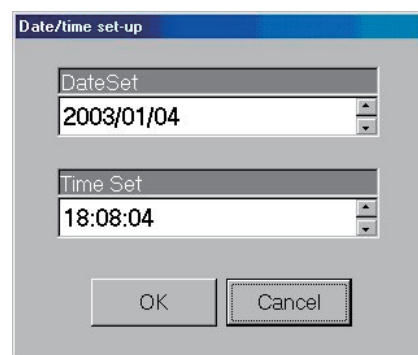 Date/time set-up
DateSet
2003/01/04
Time Set
18:08:04
OK
Cancel